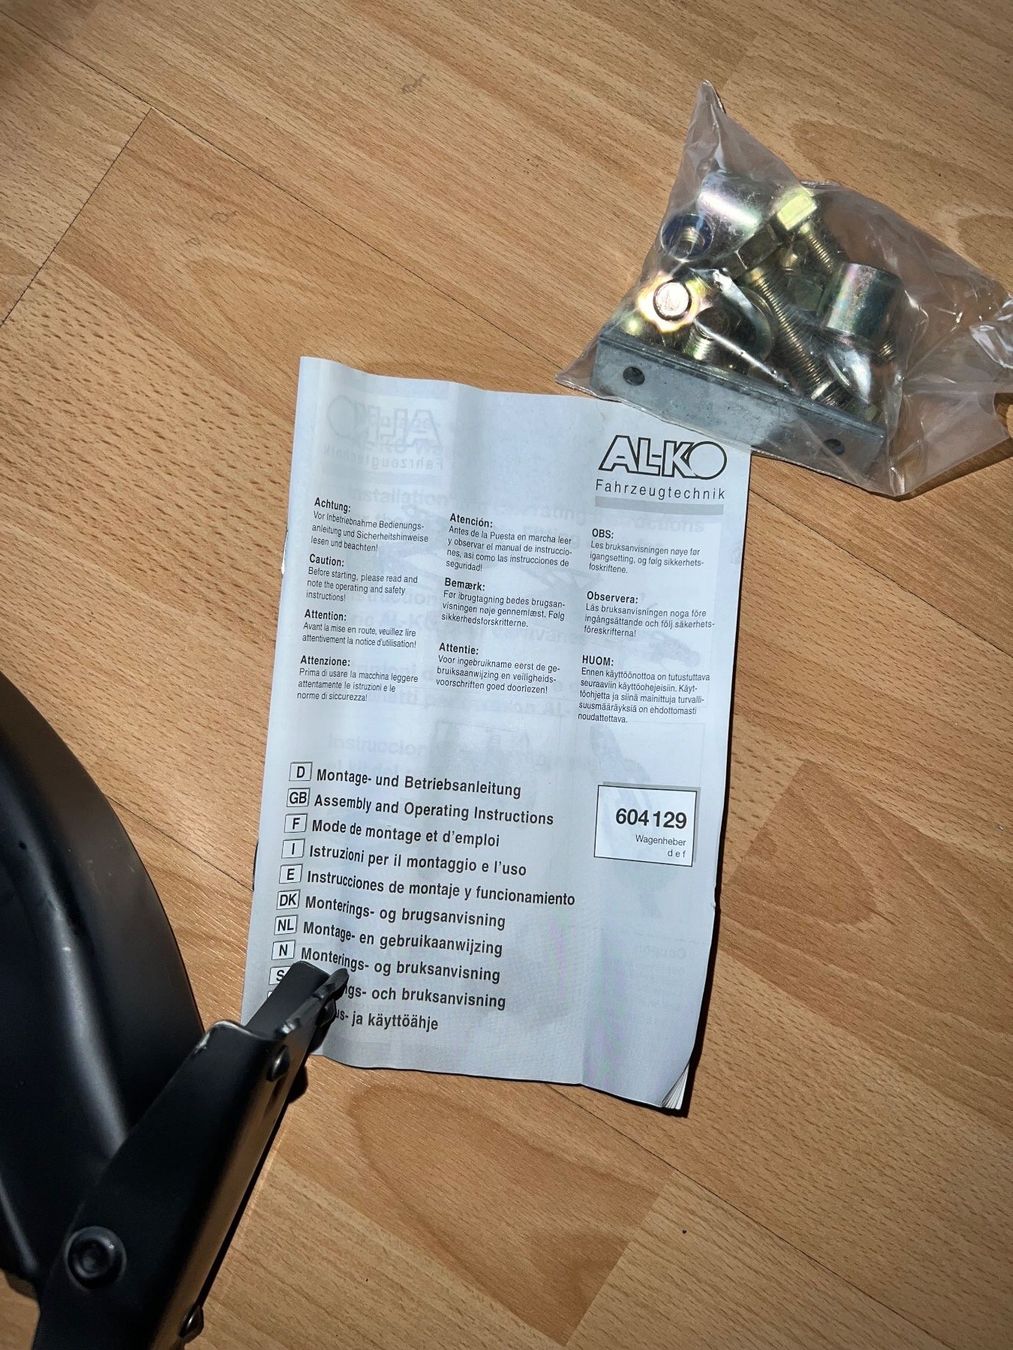 AL-KO
Fahrzeugtechnik
Achtung:
Vor Inbetriebnahme Bedienungs-
anleitung und Sicherheitshinweise
lesen und beachten!
Caution:
Before starting, please read and
note the operating and safety
instructions!
Attention:
Avant la mise en route, veuillez lire
attentivement la notice d'utilisation!
Attenzione:
Prima di usare la macchina leggere
attentamente le istruzioni e le
norme di siccurezza!
Atención:
Antes de la Puesta en marcha leer
y observar el manual de instruccio-
nes, asi como las instrucciones de
seguridad!
Bemærk:
Før ibrugtagning bedes brugsan-
visningen nøje gennemlæst. Følg
sikkerhedsforskritterne.
Attentie:
Voor ingebruikname eerst de ge-
bruiksaanwijzing en veiligheids-
voorschriften goed doorlezen!
OBS:
Les bruksanvisningen nøye før
igangsetting, og følg sikkerhets-
foskriftene.
Observera:
Läs bruksanvisningen noga före
ingångsättande och följ säkerhets-
föreskrifterna!
HUOM:
Ennen käyttöönottoa on tutustuttava
seuraaviin käyttöohejeisiin. Käyt-
töohjetta ja siinä mainittuja turvalli-
suusmääräyksiä on ehdottomasti
noudattettava.
D Montage- und Betriebsanleitung
GB Assembly and Operating Instructions
F Mode de montage et d'emploi
I Istruzioni per il montaggio e l'uso
E Instrucciones de montaje y funcionamiento
DK Monterings- og brugsanvisning
NL Montage- en gebruikaanwijzing
N Monterings- og bruksanvisning
S och bruksanvisning
ja käyttöähje
604129
Wagenheber
d e f